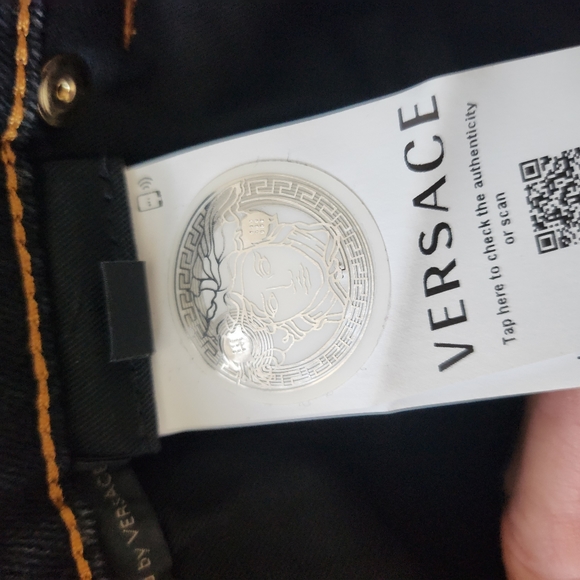 VERSACE
Tap here to check the authenticity
or scan
BY VERSACE